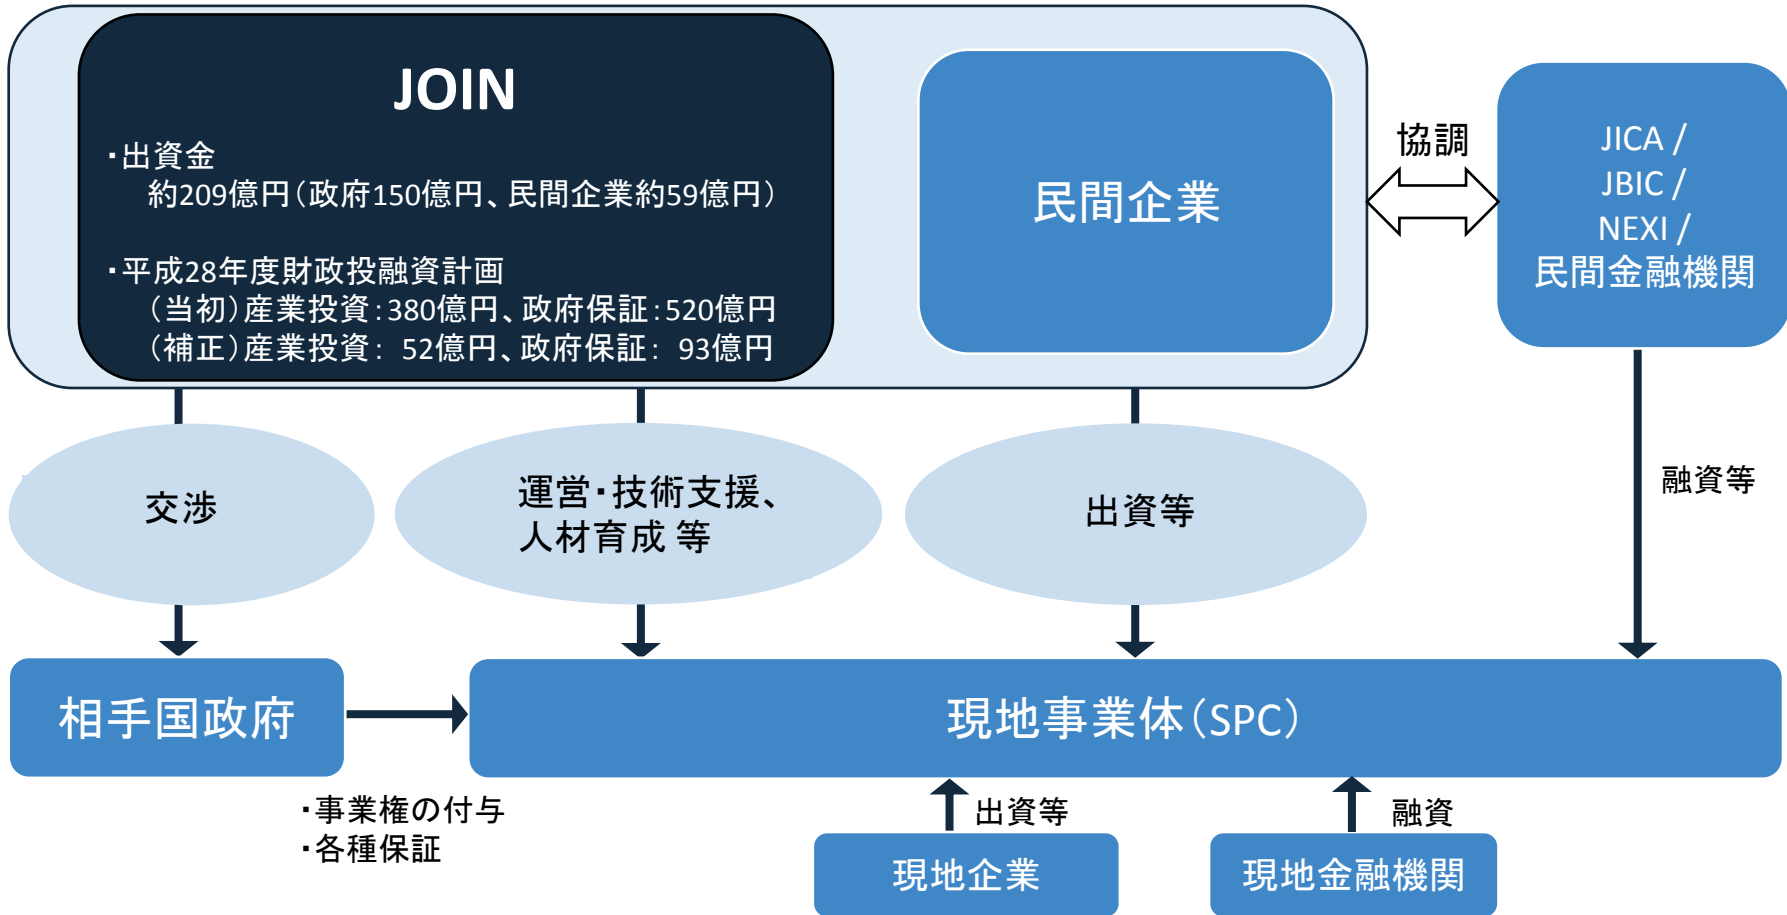 JOIN
・出資金
約209億円（政府150億円、民間企業約59億円）
・平成28年度財政投融資計画
（当初）産業投資：380億円、政府保証：520億円
（補正）産業投資： 52億円、政府保証： 93億円
民間企業
協調
JICA /
JBIC /
NEXI /
民間金融機関
交渉
運営・技術支援、
人材育成 等
出資等
融資等
相手国政府
現地事業体（SPC）
・事業権の付与
・各種保証
出資等
融資
現地企業
現地金融機関